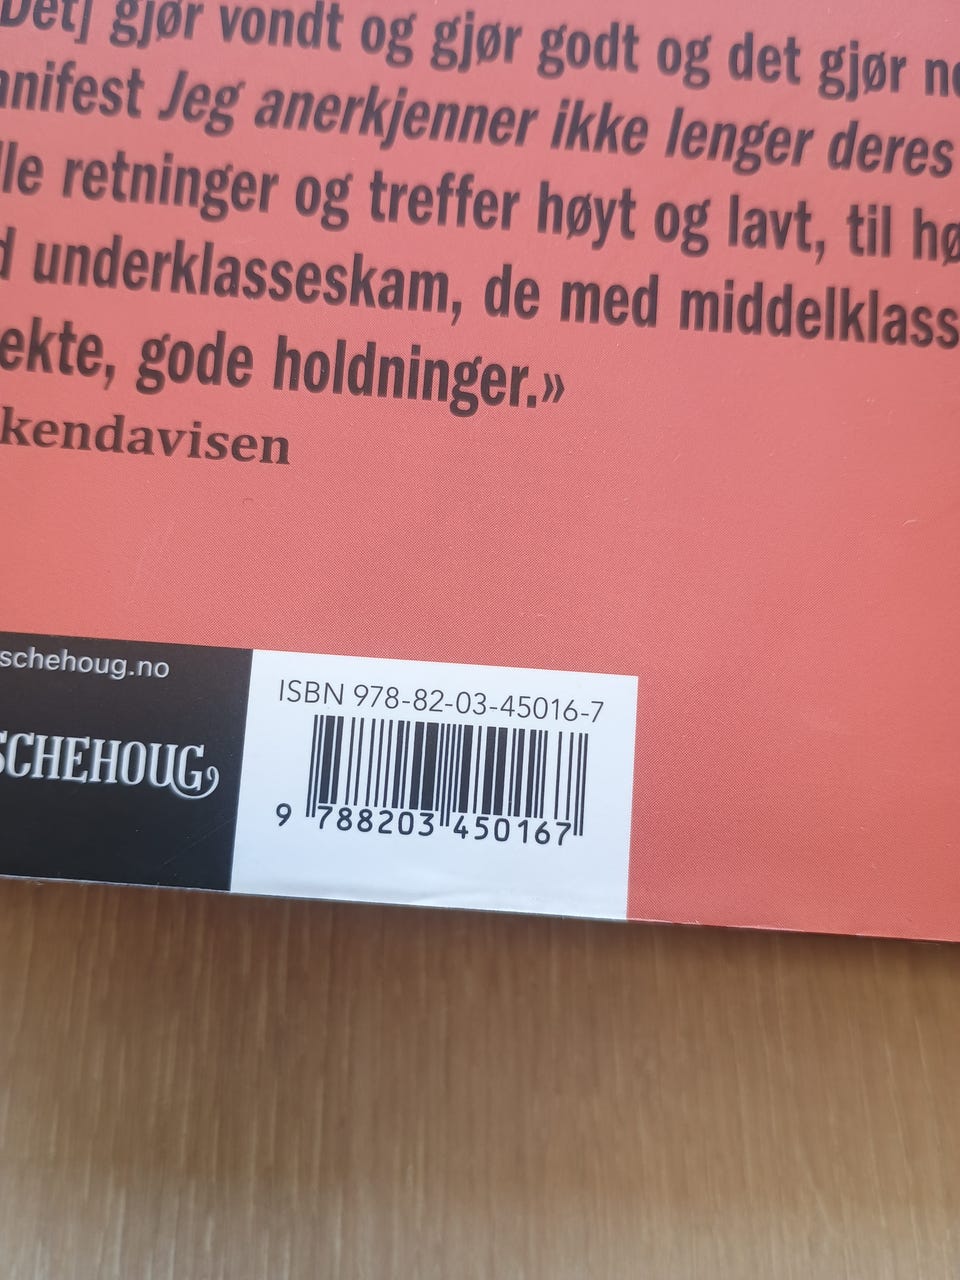 Det] gjør vondt og gjør godt og det gjør
Jeg anerkjenner ikke lenger deres
retninger og treffer høyt og lavt, til
underklasseskam, de med
gode holdninger.»
schehoug.no
SCHEHOUG
ISBN 978-82-03-45016-7
9 788203 450167